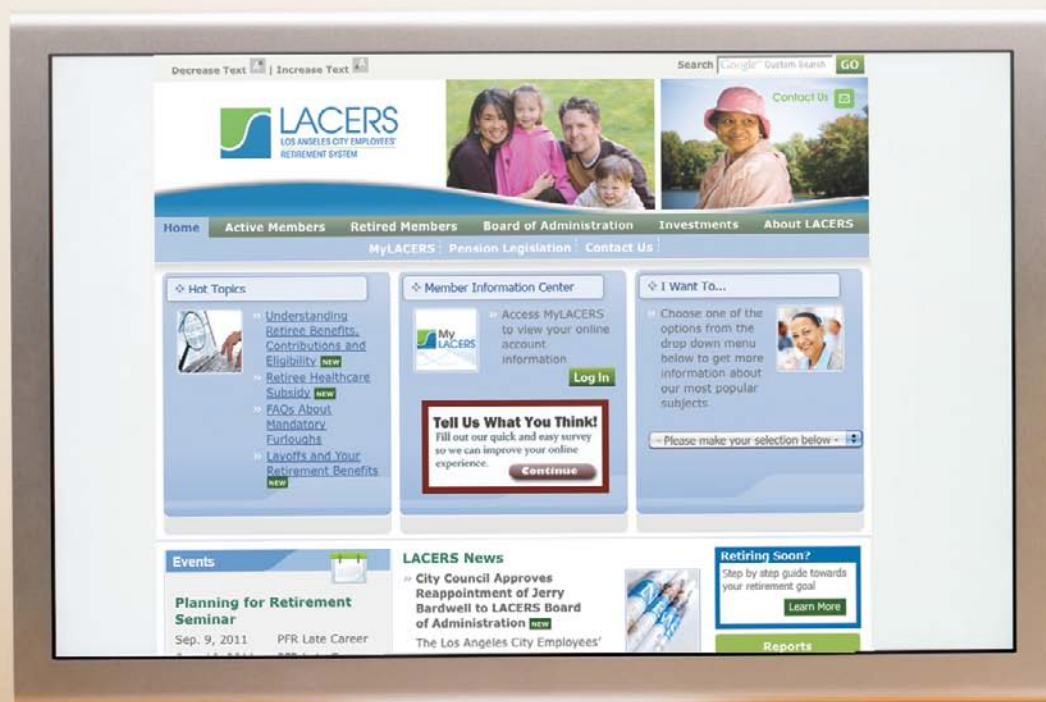 Decrease Text | Increase Text
Search Google™ Custom Search GO
Contact Us
LACERS
LOS ANGELES CITY EMPLOYEES'
RETIREMENT SYSTEM
Home Active Members Retired Members Board of Administration Investments About LACERS
MyLACERS Pension Legislation Contact Us
Hot Topics
» Understanding
Retiree Benefits,
Contributions and
Eligibility NEW
» Retiree Healthcare
Subsidy NEW
» FAQs About
Mandatory
Furloughs
» Layoffs and Your
Retirement Benefits
NEW
Member Information Center
My
LACERS
» Access MyLACERS
to view your online
account
information
Log In
Tell Us What You Think!
Fill out our quick and easy survey
so we can improve your online
experience.
Continue
I Want To...
» Choose one of the
options from the
drop down menu
below to get more
information about
our most popular
subjects
- Please make your selection below -
Events
Planning for Retirement
Seminar
Sep. 9, 2011 PFR Late Career
LACERS News
» City Council Approves
Reappointment of Jerry
Bardwell to LACERS Board
of Administration NEW
The Los Angeles City Employees'
Retiring Soon?
Step by step guide towards
your retirement goal
Learn More
Reports